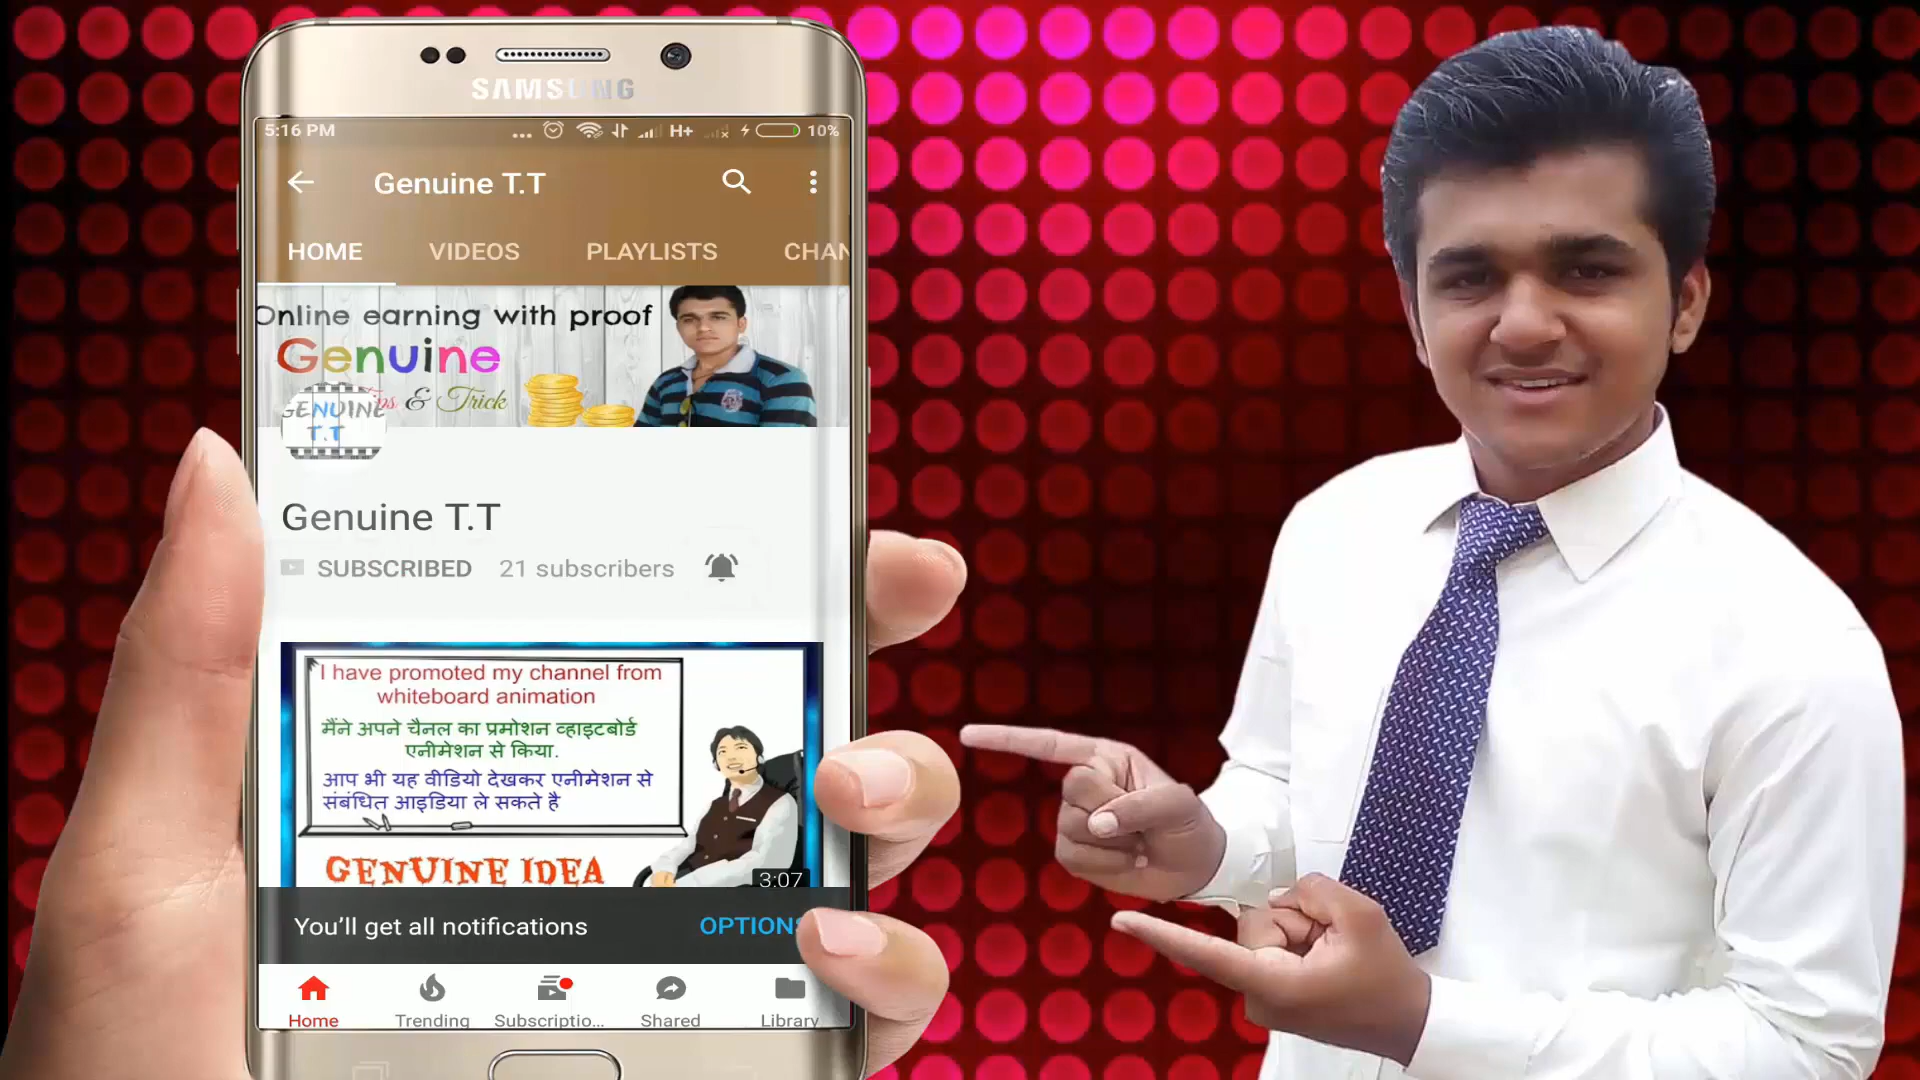 SAMSUNG
5:16 PM
H+
10%
Genuine T.T
HOME
VIDEOS
PLAYLISTS
CHAN
Online earning with proof
Genuine
& Trick
GENUINE
T.T
Genuine T.T
SUBSCRIBED
21 subscribers
I have promoted my channel from
whiteboard animation
मैंने अपने चैनल का प्रमोशन व्हाइटबोर्ड
एनीमेशन से किया.
आप भी यह वीडियो देखकर एनीमेशन से
संबंधित आइडिया ले सकते है
GENUINE IDEA
3:07
You'll get all notifications
OPTIONS
Home
Trending
Subscriptio...
Shared
Library